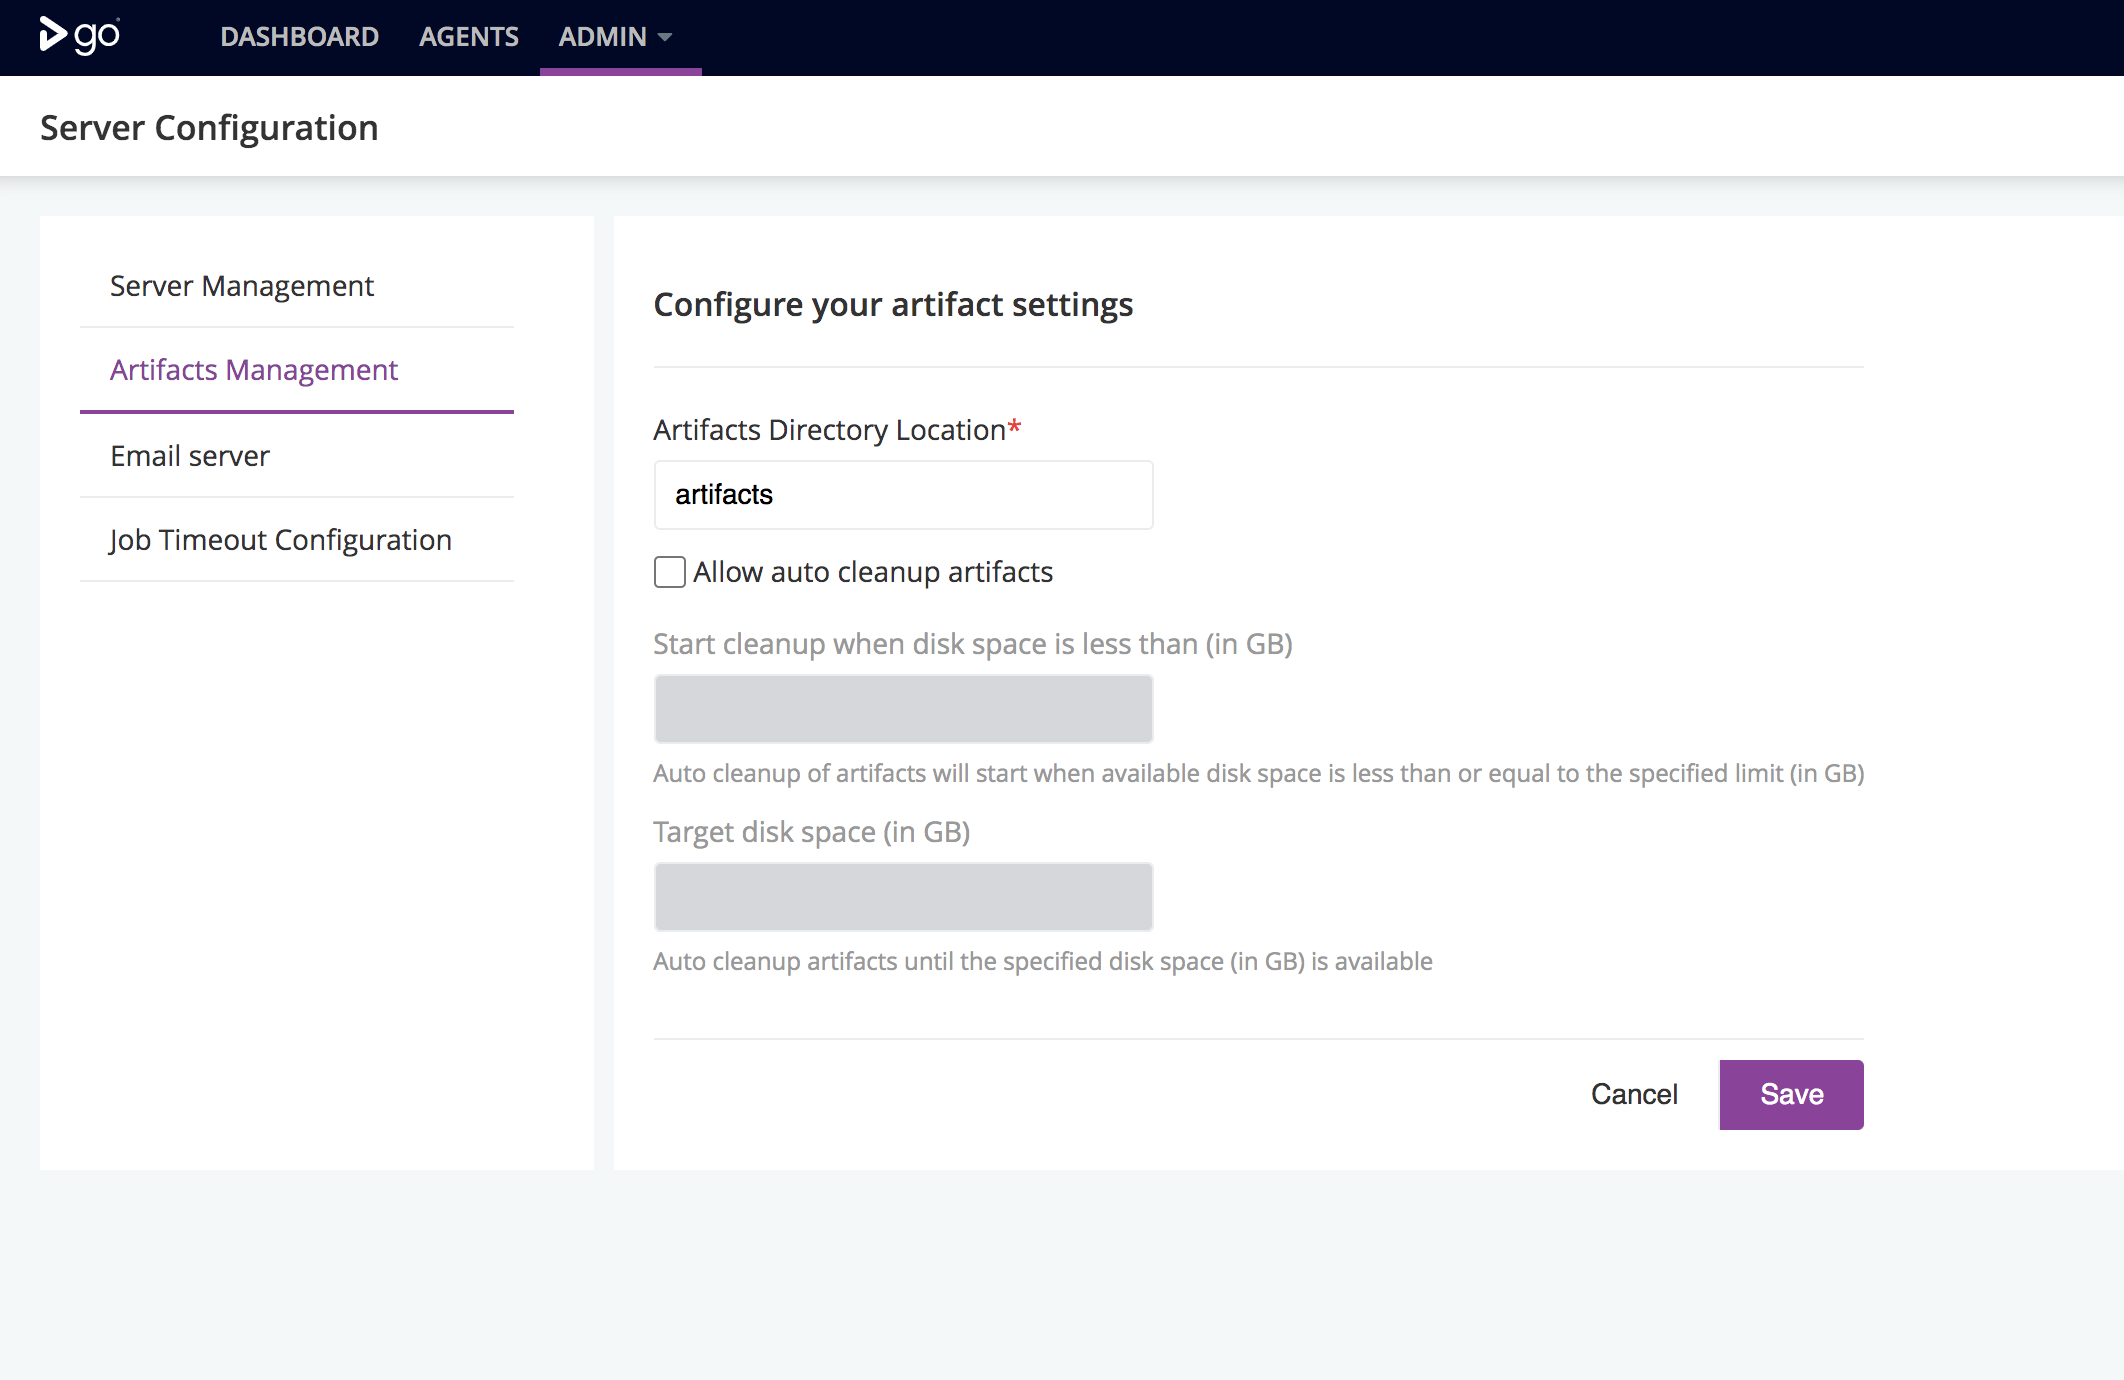 go
DASHBOARD AGENTS ADMIN
Server Configuration
Server Management
Artifacts Management
Email server
Job Timeout Configuration
Configure your artifact settings
Artifacts Directory Location*
artifacts
Allow auto cleanup artifacts
Start cleanup when disk space is less than (in GB)
Auto cleanup of artifacts will start when available disk space is less than or equal to the specified limit (in GB)
Target disk space (in GB)
Auto cleanup artifacts until the specified disk space (in GB) is available
Cancel Save